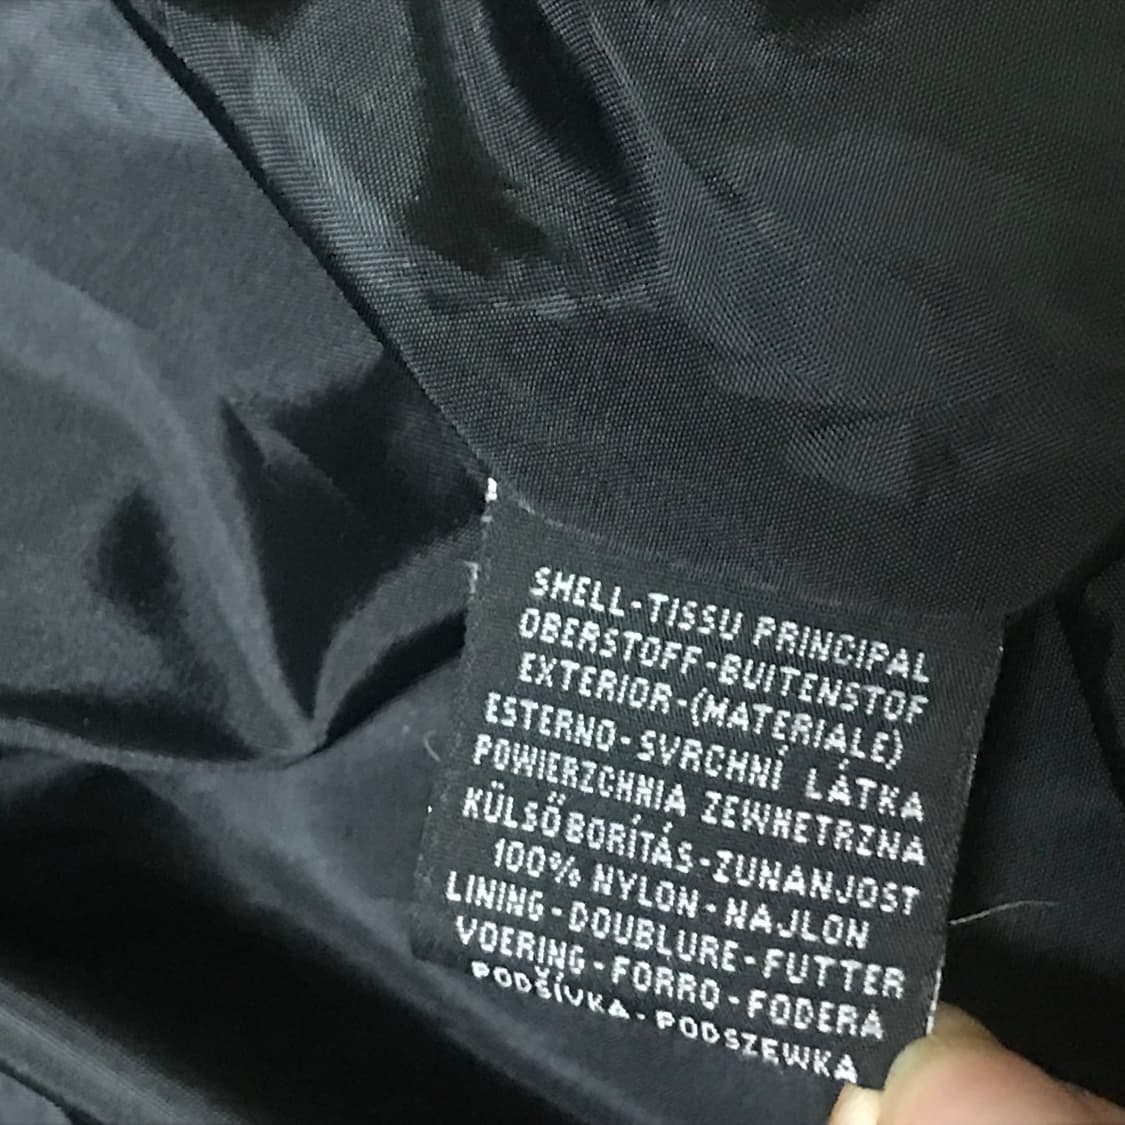 SHELL-TISSU PRINCIPAL
OBERSTOFF-BUITENSTOF
EXTERIOR-(MATERIALE)
ESTERNO-SVRCHNÍ LÁTKA
POWIERZCHNIA ZEWNETRZNA
KÜLSŐBORÍTÁS-ZUNANJOST
100% NYLON-NAJLON
LINING-DOUBLURE-FUTTER
VOERING-FORRO-FODERA
PODŠÍVKA-PODSZEWKA